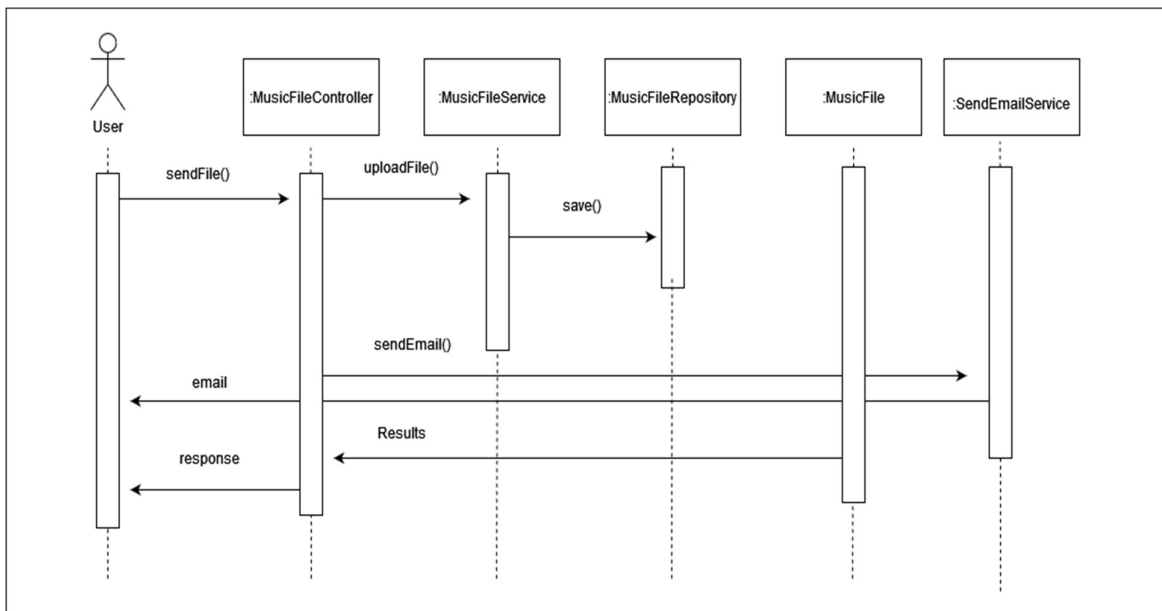 :MusicFileController
:MusicFileService
:MusicFileRepository
:MusicFile
:SendEmailService
User
sendFile()
uploadFile()
save()
sendEmail()
email
Results
response